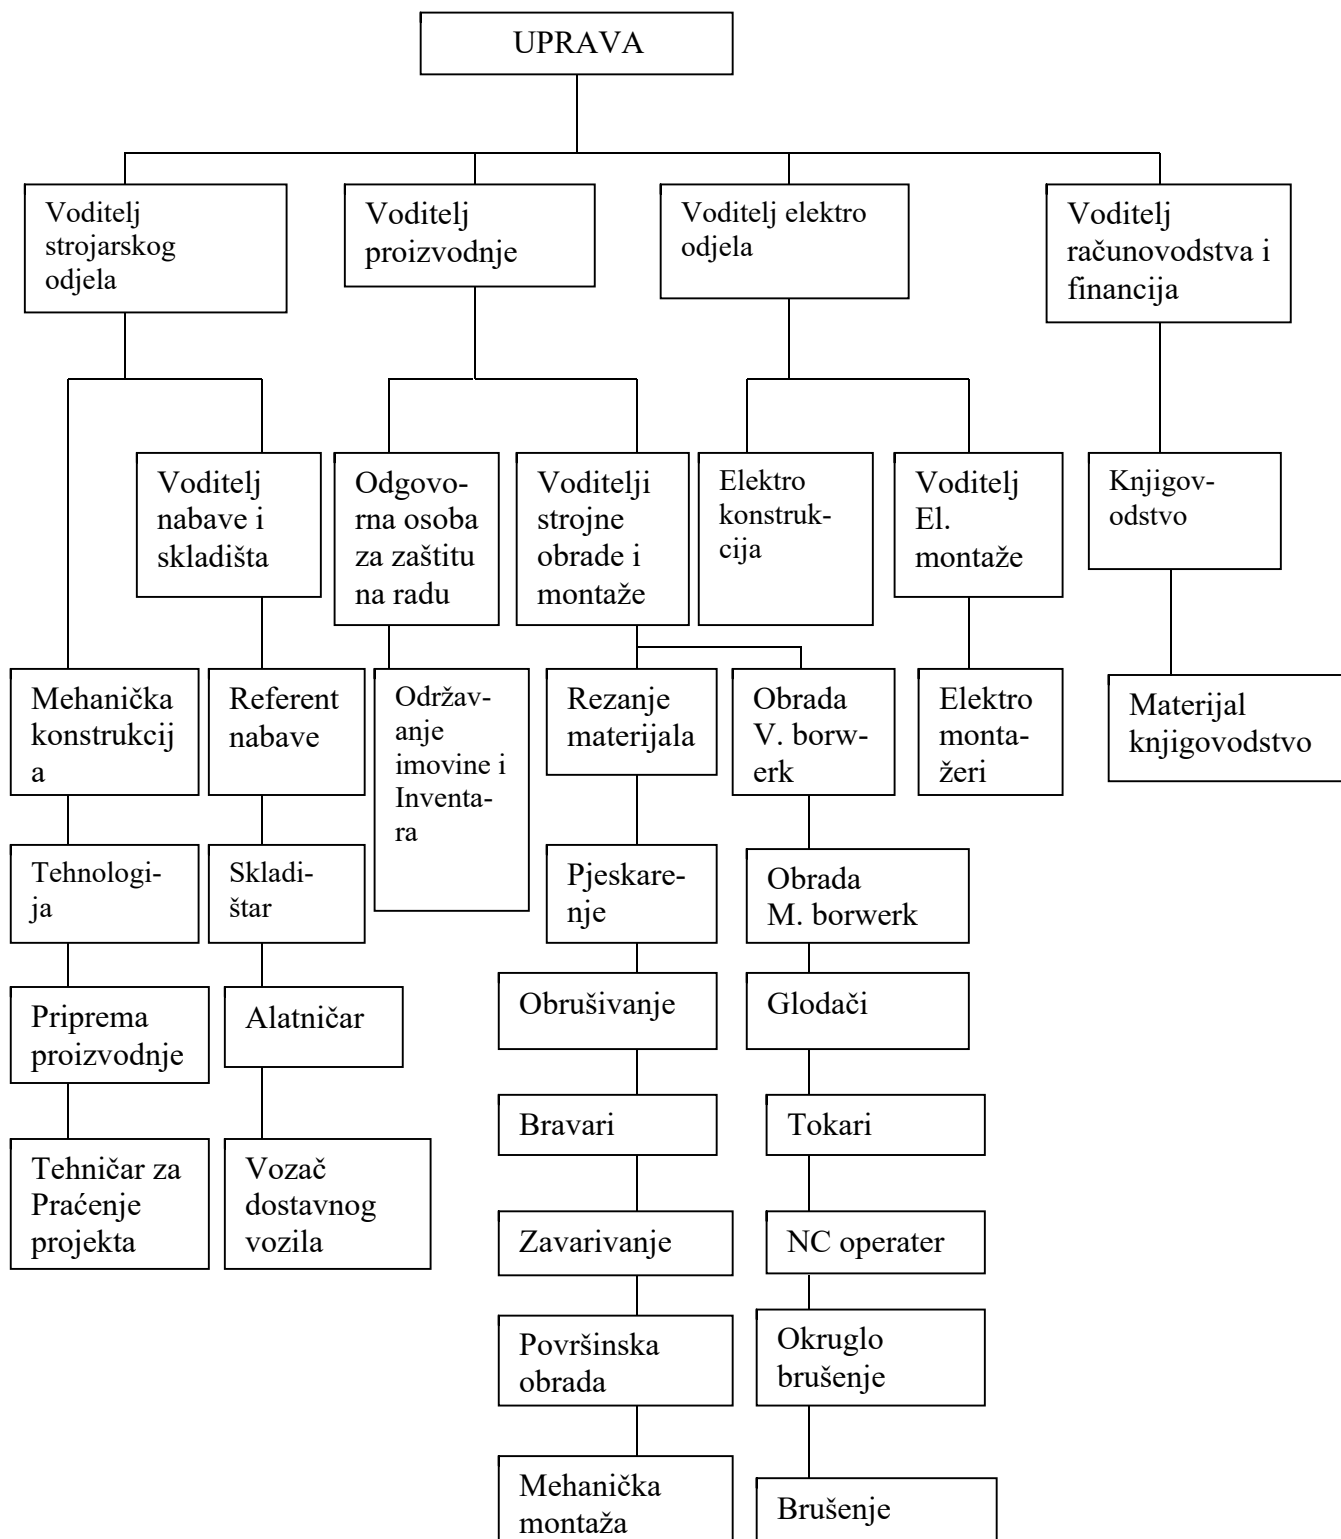 UPRAVA
Voditelj
strojarskog
odjela
Voditelj
proizvodnje
Voditelj elektro
odjela
Voditelj
računovodstva i
financija
Voditelj
nabave i
skladišta
Odgovo-
rna osoba
za zaštitu
na radu
Voditelji
strojne
obrade i
montaže
Elektro
konstruk-
cija
Voditelj
El.
montaže
Knjigov-
odstvo
Mehanička
konstrukcij
a
Referent
nabave
Održav-
anje
imovine i
Inventa-
ra
Rezanje
materijala
Obrada
V. borw-
erk
Elektro
monta-
žeri
Materijal
knjigovodstvo
Tehnologi-
ja
Skladi-
štar
Pjeskare-
nje
Obrada
M. borwerk
Priprema
proizvodnje
Alatničar
Obrušivanje
Glodači
Bravari
Tokari
Tehničar za
Praćenje
projekta
Vozač
dostavnog
vozila
Zavarivanje
NC operater
Površinska
obrada
Okruglo
brušenje
Mehanička
montaža
Brušenje